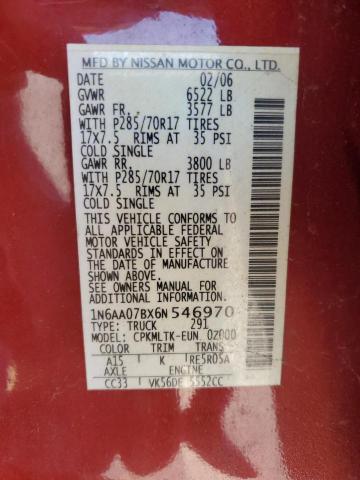 MFD BY NISSAN MOTOR CO., LTD.
DATE 02/06
GVWR 6522 LB
GAWR FR. 3577 LB
WITH P285/70R17 TIRES
17X7.5 RIMS AT 35 PSI
COLD SINGLE
GAWR RR. 3800 LB
WITH P285/70R17 TIRES
17X7.5 RIMS AT 35 PSI
COLD SINGLE
THIS VEHICLE CONFORMS TO
ALL APPLICABLE FEDERAL
MOTOR VEHICLE SAFETY
STANDARDS IN EFFECT ON
THE DATE OF MANUFACTURE
SHOWN ABOVE.
SEE OWNERS MANUAL FOR
ADDITIONAL INFORMATION
1N6AA07BX6N546970
TYPE: TRUCK 291
MODEL: CPKMLTK-EUN 02000
COLOR TRIM TRANS
A15 K RE5R05A
AXLE ENGINE
CC33 VK56DE 5552CC